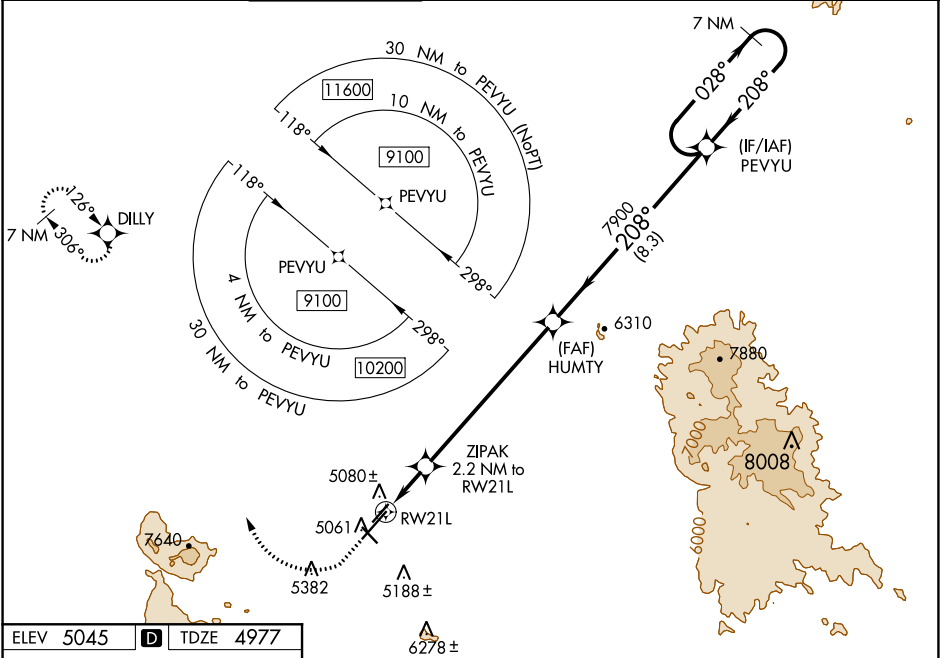 7 NM
028°
208°
(IF/IAF)
PEVYU
30 NM to PEVYU (NoPT)
11600
10 NM to PEVYU
118°
9100
PEVYU
298°
118°
PEVYU
9100
4 NM to PEVYU
298°
10200
30 NM to PEVYU
126°
DILLY
7 NM
306°
7900
208°
(8.3)
6310
(FAF)
HUMTY
7880
7000
8008
6000
ZIPAK
2.2 NM to
RW21L
5080±
RW21L
5061
7640
5382
5188±
6278±
ELEV 5045 D TDZE 4977